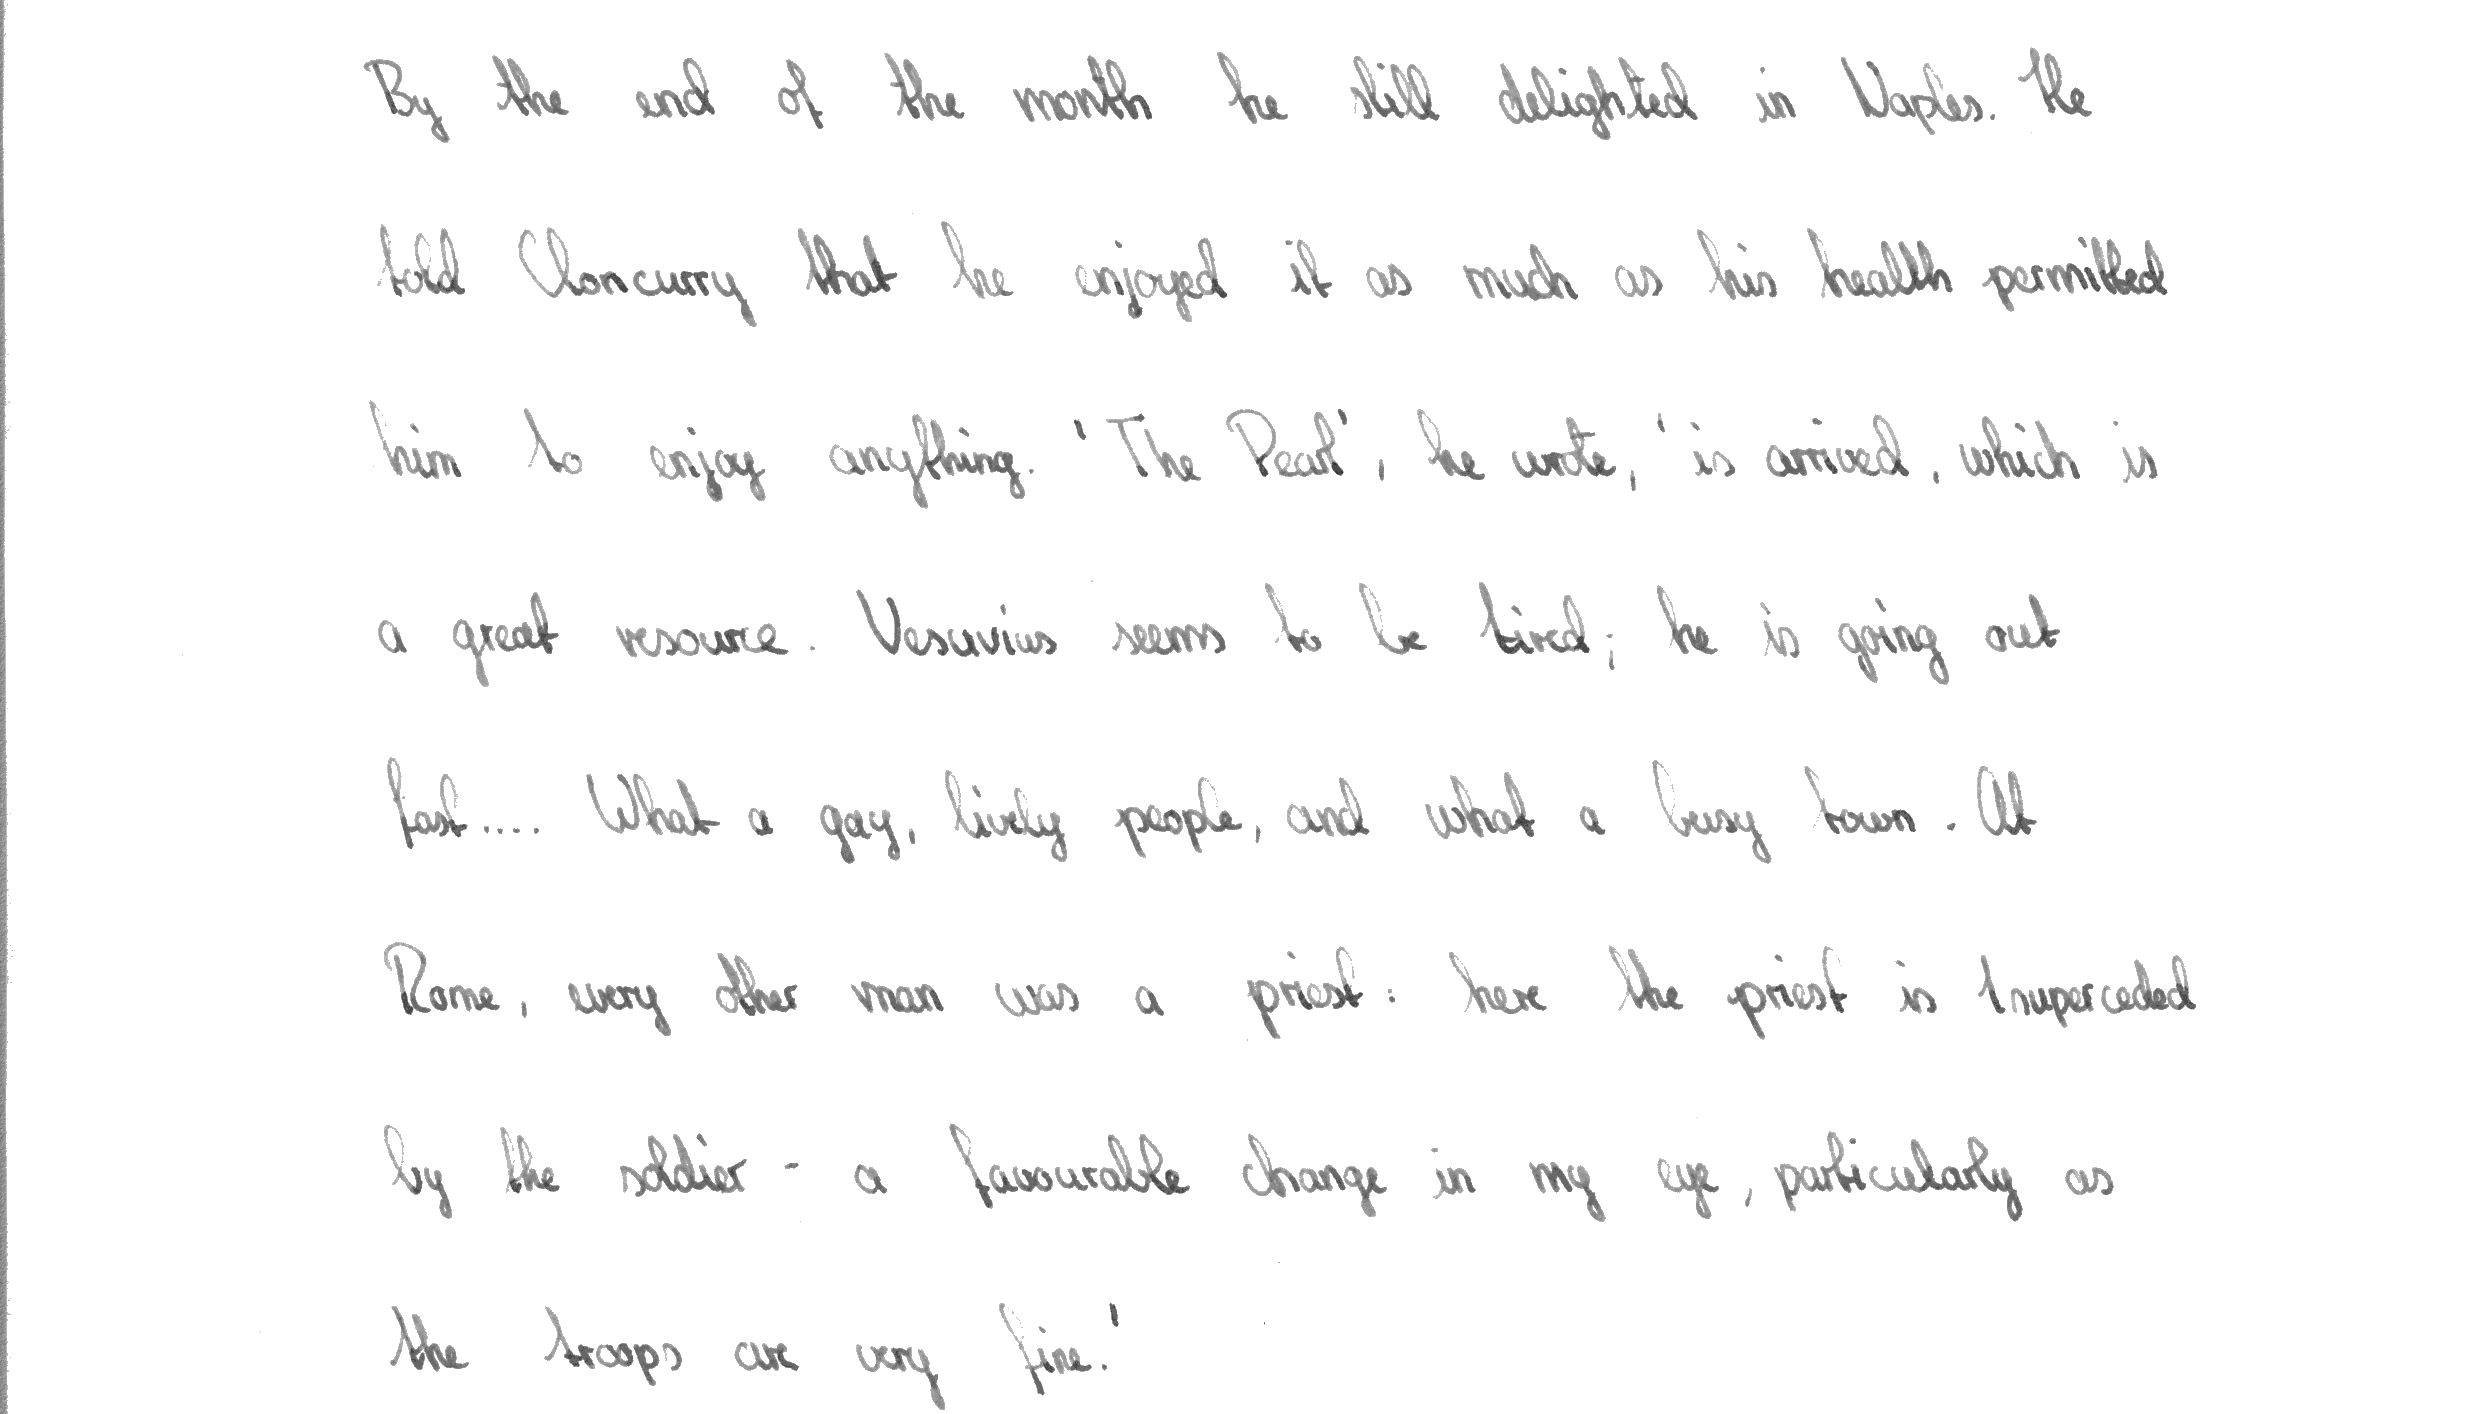 By the end of the month he still delighted in Naples. He
told Cloncurry that he enjoyed it as much as his health permitted
him to enjoy anything. 'The Pearl', he wrote, 'is arrived, which is
a great resource. Vesuvius seems to be tired; he is going out
fast.... What a gay, lively people, and what a busy town. At
Rome, every other man was a priest: here the priest is superceded
by the soldier - a favourable change in my eye, particularly as
the troops are very fine.'